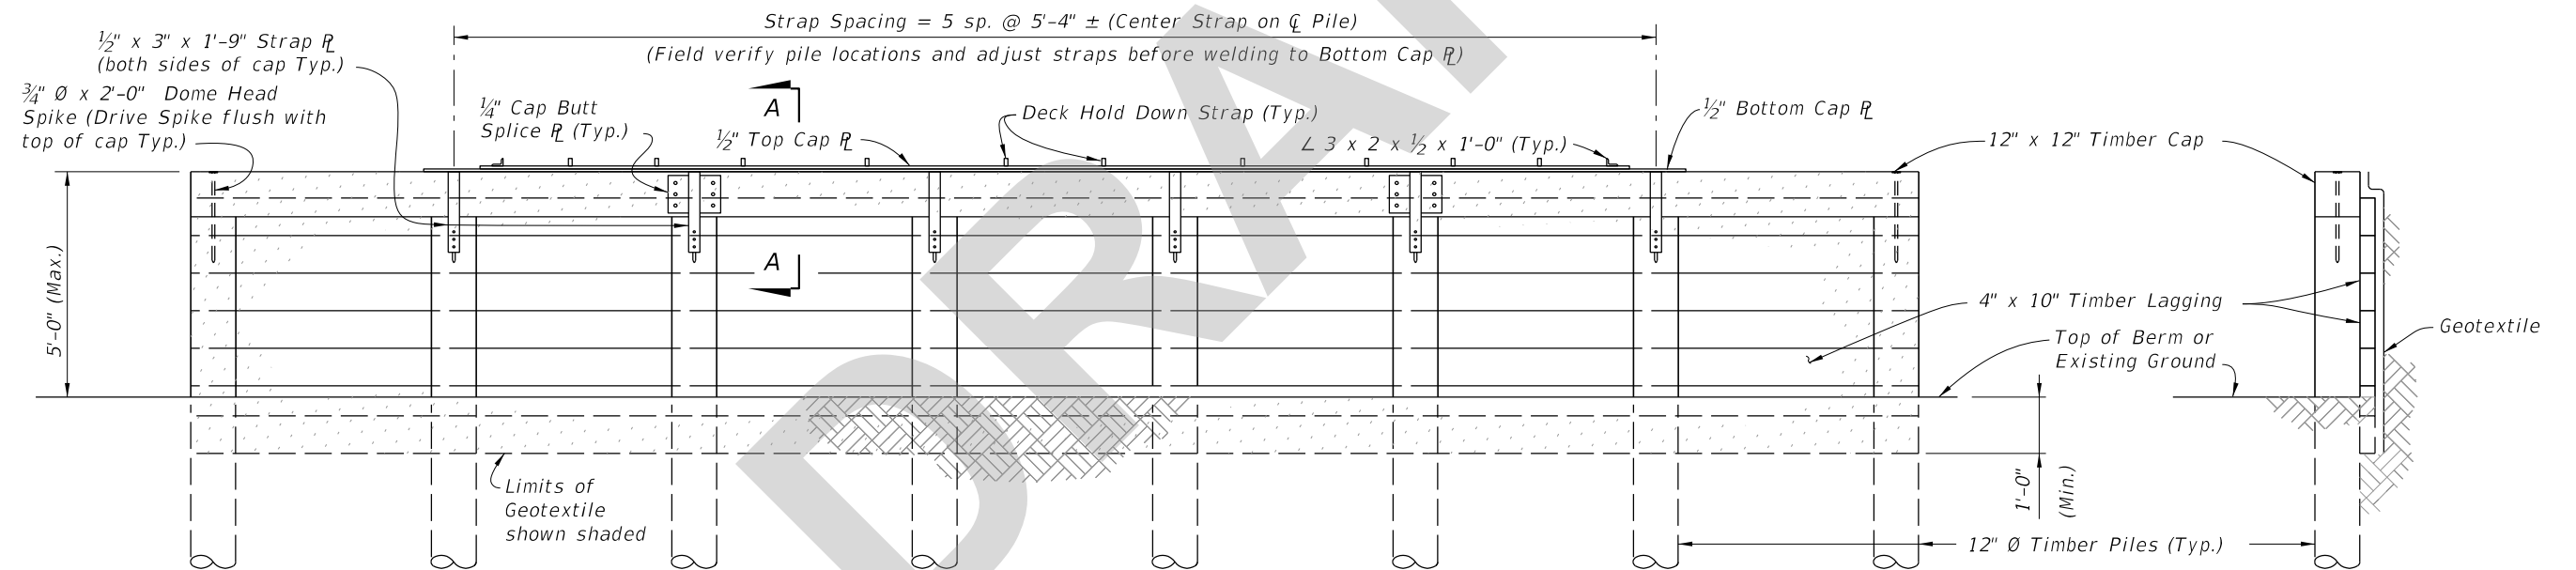 Strap Spacing = 5 sp. @ 5'-4" ± (Center Strap on ℄ Pile)
(Field verify pile locations and adjust straps before welding to Bottom Cap ⅊)
½" x 3" x 1'-9" Strap ⅊
(both sides of cap Typ.)
¾" Ø x 2'-0" Dome Head
Spike (Drive Spike flush with
top of cap Typ.)
¼" Cap Butt
Splice ⅊ (Typ.)
½" Top Cap ⅊
A
Deck Hold Down Strap (Typ.)
∠ 3 x 2 x ½ x 1'-0" (Typ.)
½" Bottom Cap ⅊
12" x 12" Timber Cap
5'-0" (Max.)
A
4" x 10" Timber Lagging
Geotextile
Top of Berm or
Existing Ground
Limits of
Geotextile
shown shaded
1'-0"
(Min.)
12" Ø Timber Piles (Typ.)
DRA